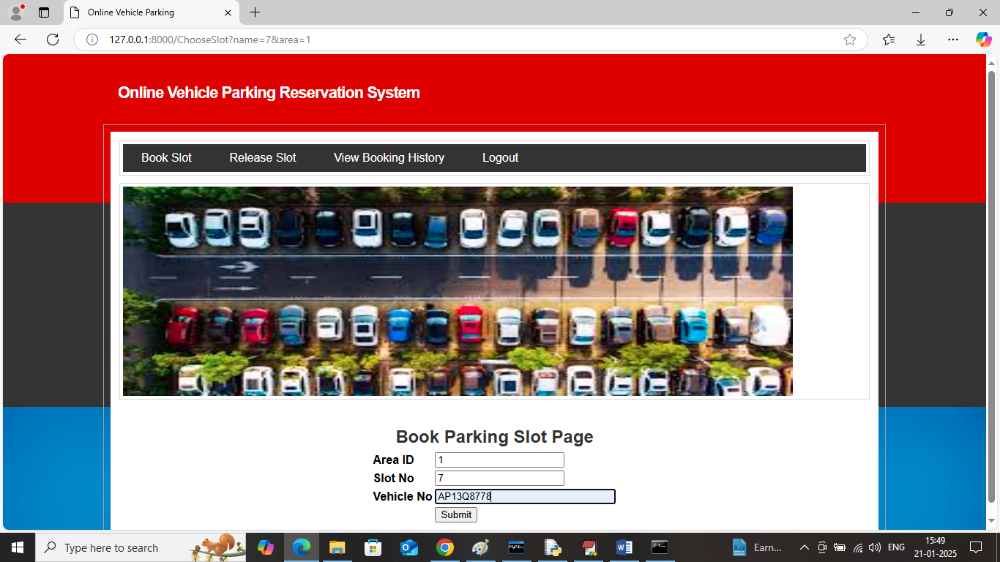 Online Vehicle Parking
127.0.0.1:8000/ChooseSlot?name=7&area=1
Online Vehicle Parking Reservation System
Book Slot Release Slot View Booking History Logout
Book Parking Slot Page
Area ID 1
Slot No 7
Vehicle No AP13Q8778
Submit
Type here to search
Earn...
ENG
15:49
21-01-2025